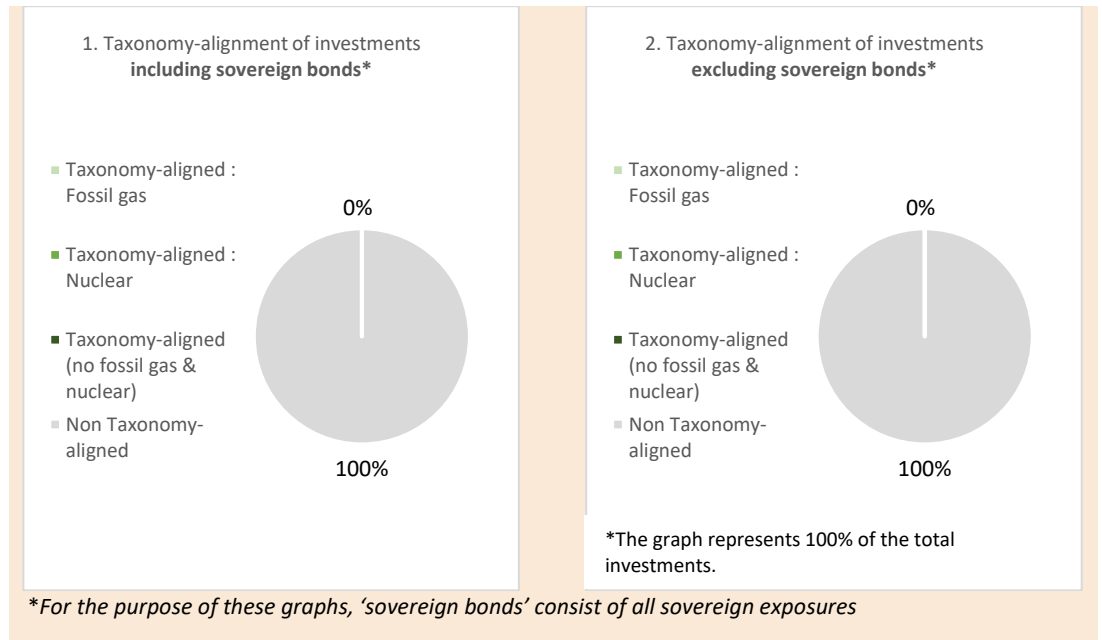 1. Taxonomy-alignment of investments
including sovereign bonds*
Taxonomy-aligned :
Fossil gas
Taxonomy-aligned :
Nuclear
Taxonomy-aligned
(no fossil gas &
nuclear)
Non Taxonomy-
aligned
0%
100%
2. Taxonomy-alignment of investments
excluding sovereign bonds*
Taxonomy-aligned :
Fossil gas
Taxonomy-aligned :
Nuclear
Taxonomy-aligned
(no fossil gas &
nuclear)
Non Taxonomy-
aligned
0%
100%
*The graph represents 100% of the total
investments.
*For the purpose of these graphs, ‘sovereign bonds’ consist of all sovereign exposures